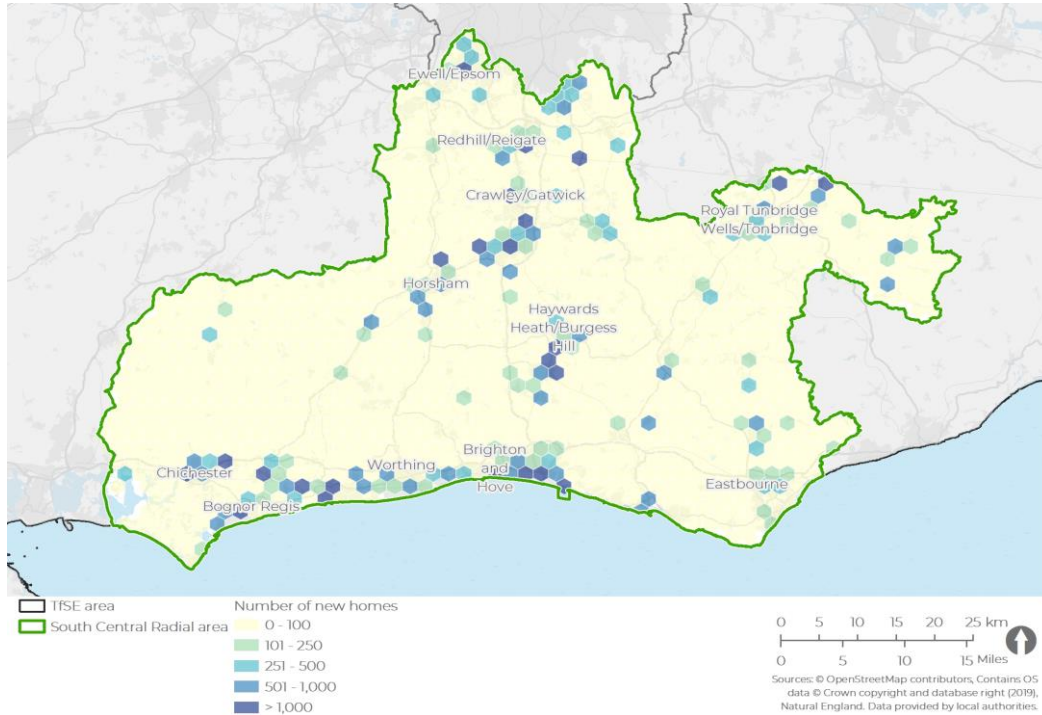 Ewell/Epsom
Redhill/Reigate
Crawley/Gatwick
Royal Tunbridge
Wells/Tonbridge
Horsham
Haywards
Heath/Burgess
Hill
Chichester
Worthing
Brighton
and
Hove
Eastbourne
Bognor Regis
TfSE area
South Central Radial area
Number of new homes
0 - 100
101 - 250
251 - 500
501 - 1,000
> 1,000
0 5 10 15 20 25 km
0 5 10 15 Miles
Sources: © OpenStreetMap contributors, Contains OS
data © Crown copyright and database right (2019),
Natural England. Data provided by local authorities.